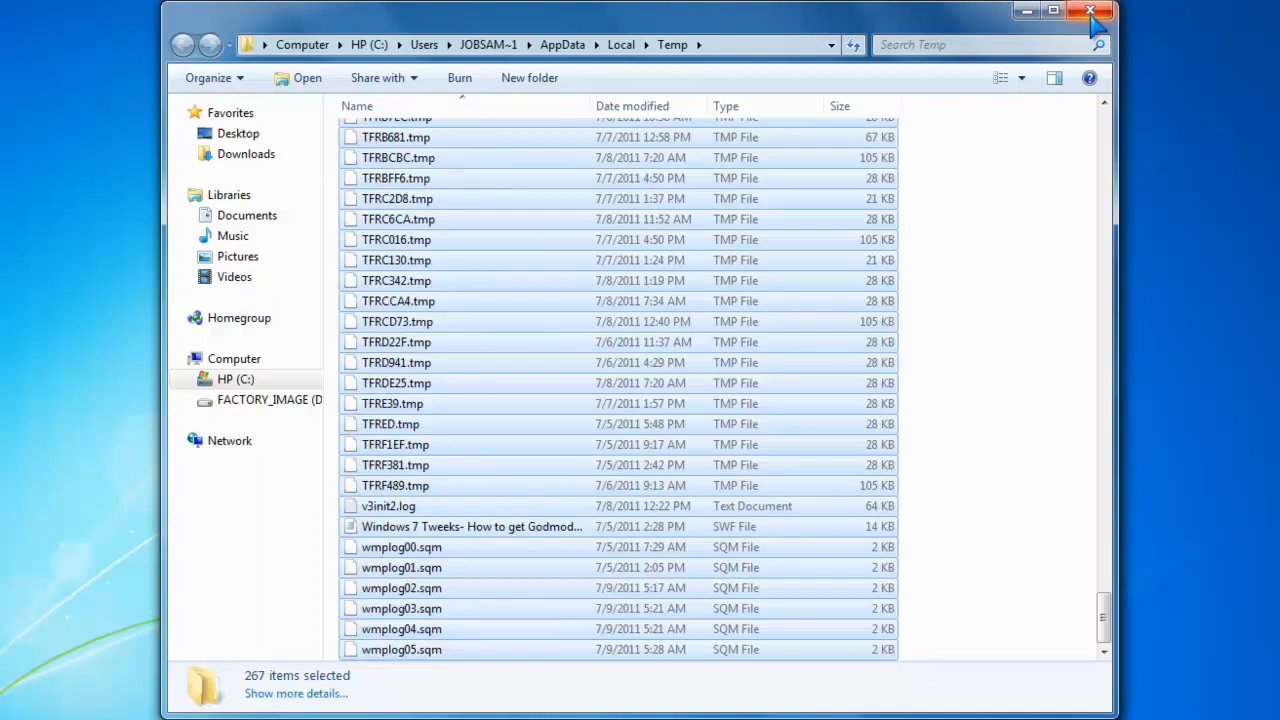 Computer HP (C:) Users JOBSAM~1 AppData Local Temp Search Temp
Organize Open Share with Burn New folder
Name Date modified Type Size
Favorites
Desktop
Downloads
Libraries
Documents
Music
Pictures
Videos
Homegroup
Computer
HP (C:)
FACTORY_IMAGE (D
Network
TFRB681.tmp 7/7/2011 12:58 PM TMP File 67 KB
TFRBCBC.tmp 7/8/2011 7:20 AM TMP File 105 KB
TFRBFF6.tmp 7/7/2011 4:50 PM TMP File 28 KB
TFRC2D8.tmp 7/7/2011 1:37 PM TMP File 21 KB
TFRC6CA.tmp 7/8/2011 11:52 AM TMP File 28 KB
TFRC016.tmp 7/7/2011 4:50 PM TMP File 105 KB
TFRC130.tmp 7/7/2011 1:24 PM TMP File 21 KB
TFRC342.tmp 7/8/2011 1:19 PM TMP File 28 KB
TFRCCA4.tmp 7/8/2011 7:34 AM TMP File 28 KB
TFRCD73.tmp 7/8/2011 12:40 PM TMP File 105 KB
TFRD22F.tmp 7/6/2011 11:37 AM TMP File 28 KB
TFRD941.tmp 7/6/2011 4:29 PM TMP File 28 KB
TFRDE25.tmp 7/8/2011 7:20 AM TMP File 28 KB
TFRE39.tmp 7/7/2011 1:57 PM TMP File 28 KB
TFRED.tmp 7/5/2011 5:48 PM TMP File 28 KB
TFRF1EF.tmp 7/5/2011 9:17 AM TMP File 28 KB
TFRF381.tmp 7/5/2011 2:42 PM TMP File 28 KB
TFRF489.tmp 7/6/2011 9:13 AM TMP File 105 KB
v3init2.log 7/8/2011 12:22 PM Text Document 64 KB
Windows 7 Tweeks- How to get Godmod... 7/5/2011 2:28 PM SWF File 14 KB
wmplog00.sqm 7/5/2011 7:29 AM SQM File 2 KB
wmplog01.sqm 7/5/2011 2:05 PM SQM File 2 KB
wmplog02.sqm 7/9/2011 5:17 AM SQM File 2 KB
wmplog03.sqm 7/9/2011 5:21 AM SQM File 2 KB
wmplog04.sqm 7/9/2011 5:21 AM SQM File 2 KB
wmplog05.sqm 7/9/2011 5:28 AM SQM File 2 KB
267 items selected
Show more details...